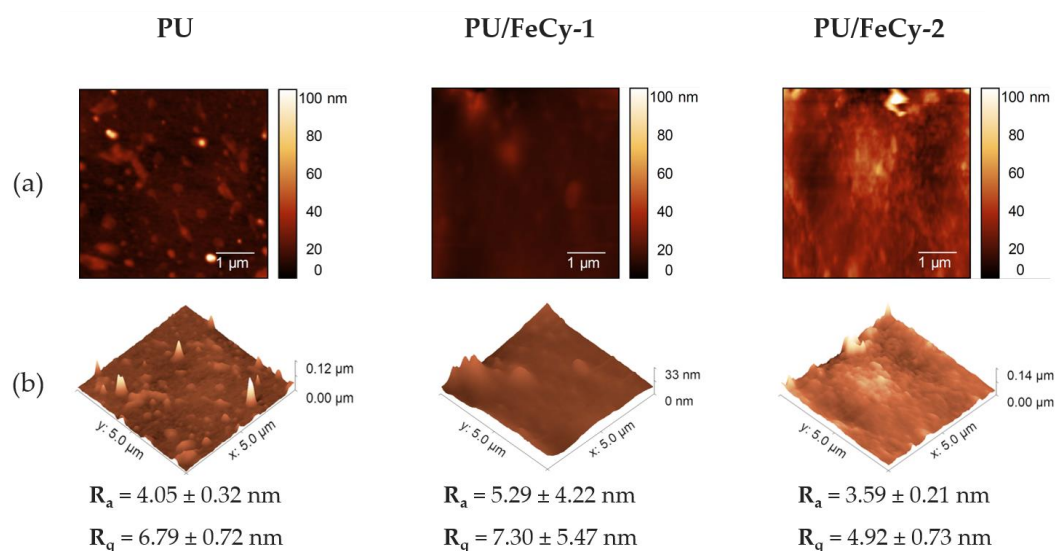 PU PU/FeCy-1 PU/FeCy-2
(a)
100 nm
80
60
40
20
0
1 µm
100 nm
80
60
40
20
0
1 µm
100 nm
80
60
40
20
0
1 µm
(b)
0.12 µm
0.00 µm
y: 5.0 µm
x: 5.0 µm
33 nm
0 nm
y: 5.0 µm
x: 5.0 µm
0.14 µm
0.00 µm
y: 5.0 µm
x: 5.0 µm
Ra = 4.05 ± 0.32 nm Ra = 5.29 ± 4.22 nm Ra = 3.59 ± 0.21 nm
Rq = 6.79 ± 0.72 nm Rq = 7.30 ± 5.47 nm Rq = 4.92 ± 0.73 nm